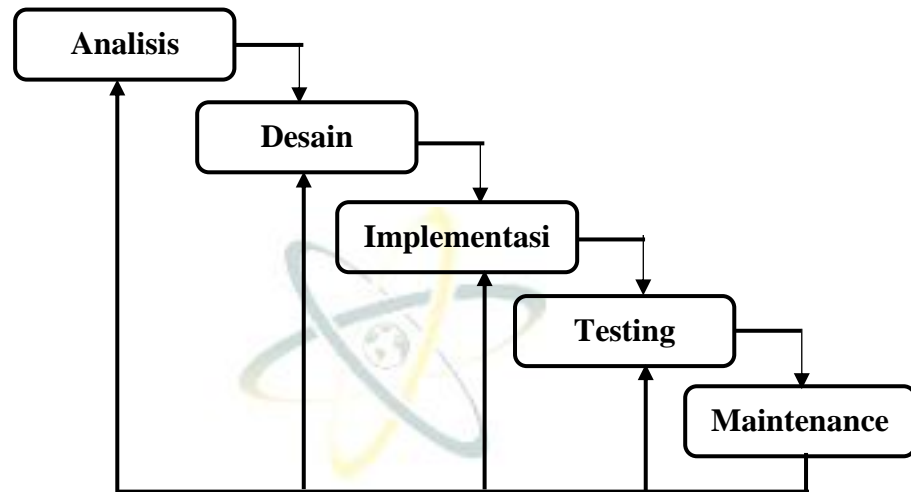 Analisis
Desain
Implementasi
Testing
Maintenance